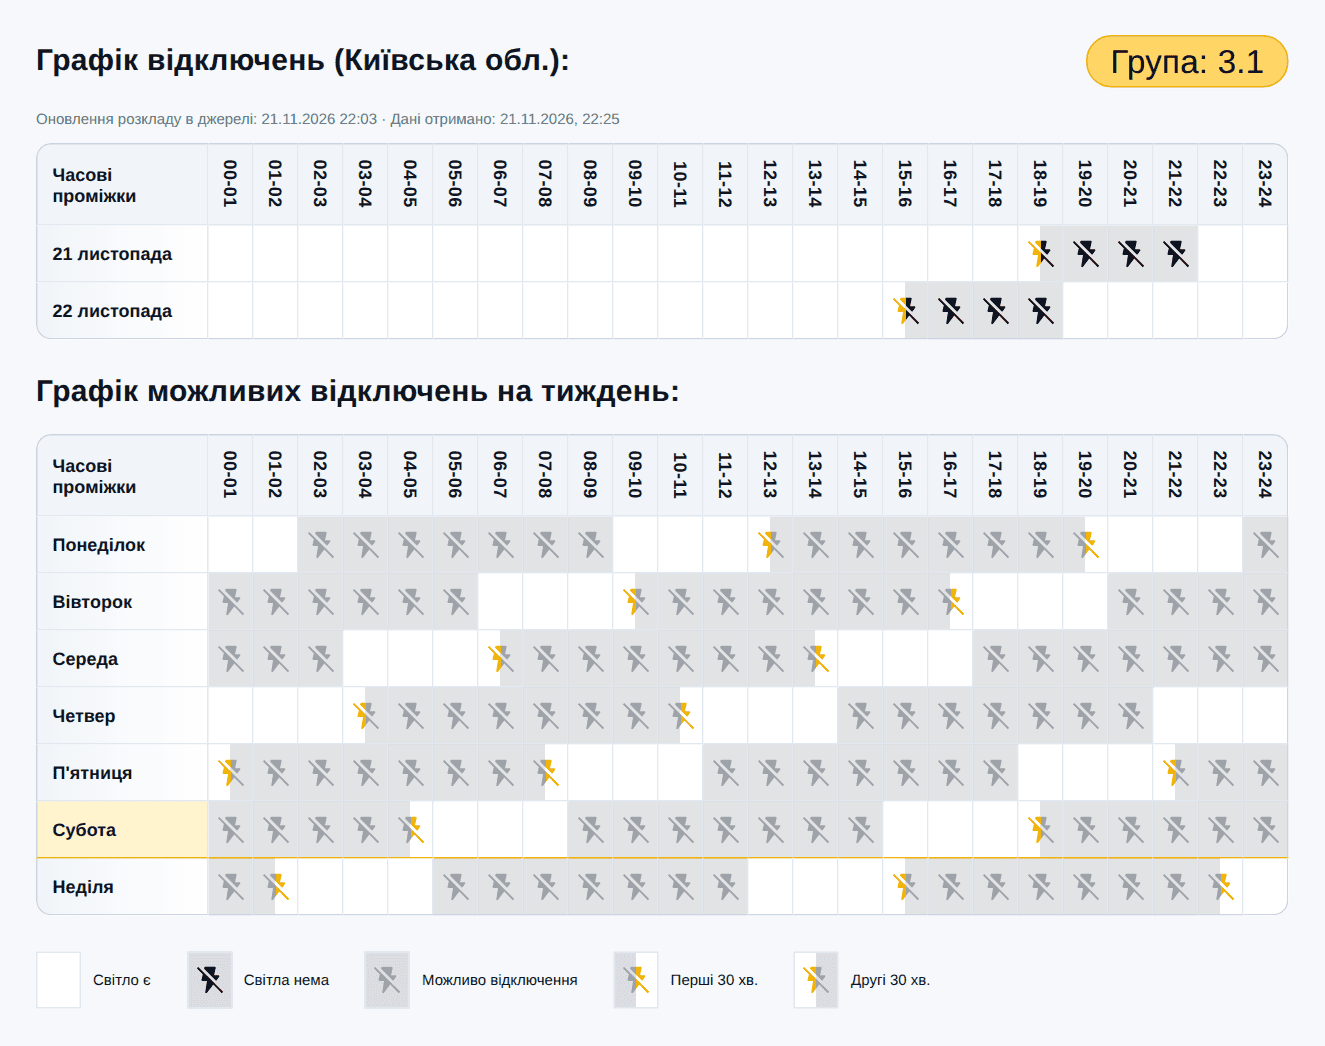 Графік відключень (Київська обл.):
Група: 3.1
Оновлення розкладу в джерелі: 21.11.2026 22:03 · Дані отримано: 21.11.2026, 22:25
Часові
проміжки
00-01 01-02 02-03 03-04 04-05 05-06 06-07 07-08 08-09 09-10 10-11 11-12 12-13 13-14 14-15 15-16 16-17 17-18 18-19 19-20 20-21 21-22 22-23 23-24
21 листопада
22 листопада
Графік можливих відключень на тиждень:
Часові
проміжки
00-01 01-02 02-03 03-04 04-05 05-06 06-07 07-08 08-09 09-10 10-11 11-12 12-13 13-14 14-15 15-16 16-17 17-18 18-19 19-20 20-21 21-22 22-23 23-24
Понеділок
Вівторок
Середа
Четвер
П'ятниця
Субота
Неділя
Світло є
Світла нема
Можливо відключення
Перші 30 хв.
Другі 30 хв.